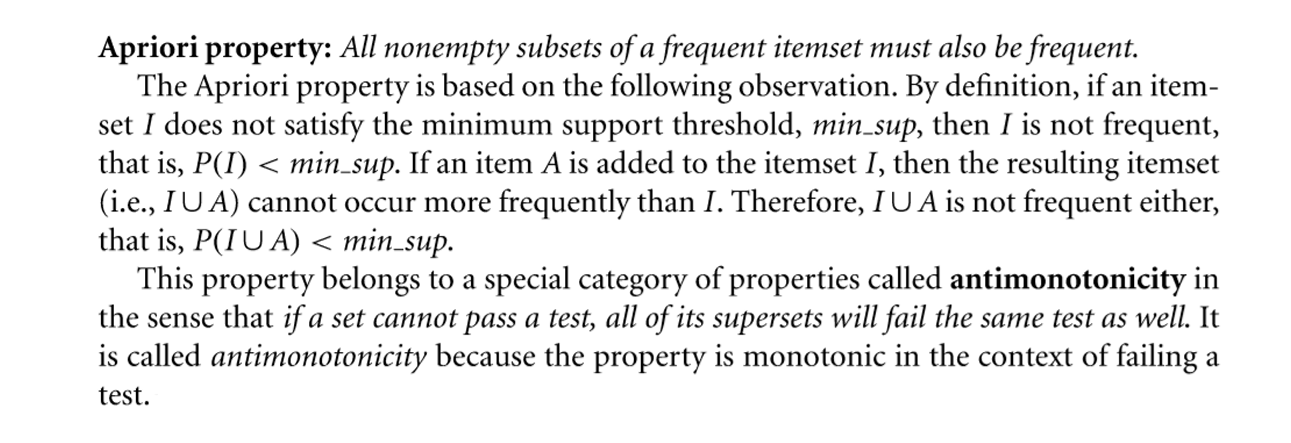 Apriori property: All nonempty subsets of a frequent itemset must also be frequent.
The Apriori property is based on the following observation. By definition, if an item-
set I does not satisfy the minimum support threshold, min_sup, then I is not frequent,
that is, P(I) < min_sup. If an item A is added to the itemset I, then the resulting itemset
(i.e., I ∪ A) cannot occur more frequently than I. Therefore, I ∪ A is not frequent either,
that is, P(I ∪ A) < min_sup.
This property belongs to a special category of properties called antimonotonicity in
the sense that if a set cannot pass a test, all of its supersets will fail the same test as well. It
is called antimonotonicity because the property is monotonic in the context of failing a
test.